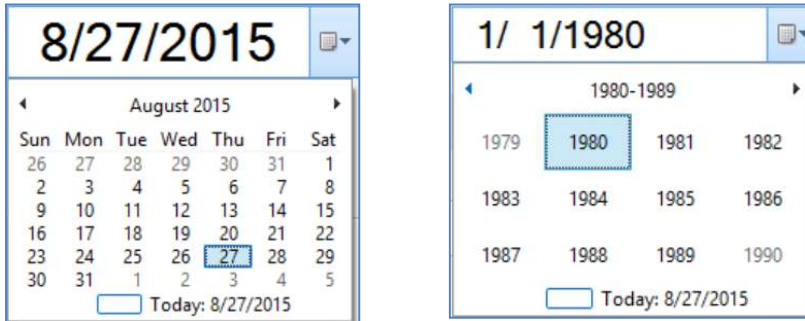 8/27/2015
August 2015
Sun Mon Tue Wed Thu Fri Sat
26 27 28 29 30 31 1
2 3 4 5 6 7 8
9 10 11 12 13 14 15
16 17 18 19 20 21 22
23 24 25 26 27 28 29
30 31 1 2 3 4 5
Today: 8/27/2015
1/ 1/1980
1980-1989
1979 1980 1981 1982
1983 1984 1985 1986
1987 1988 1989 1990
Today: 8/27/2015